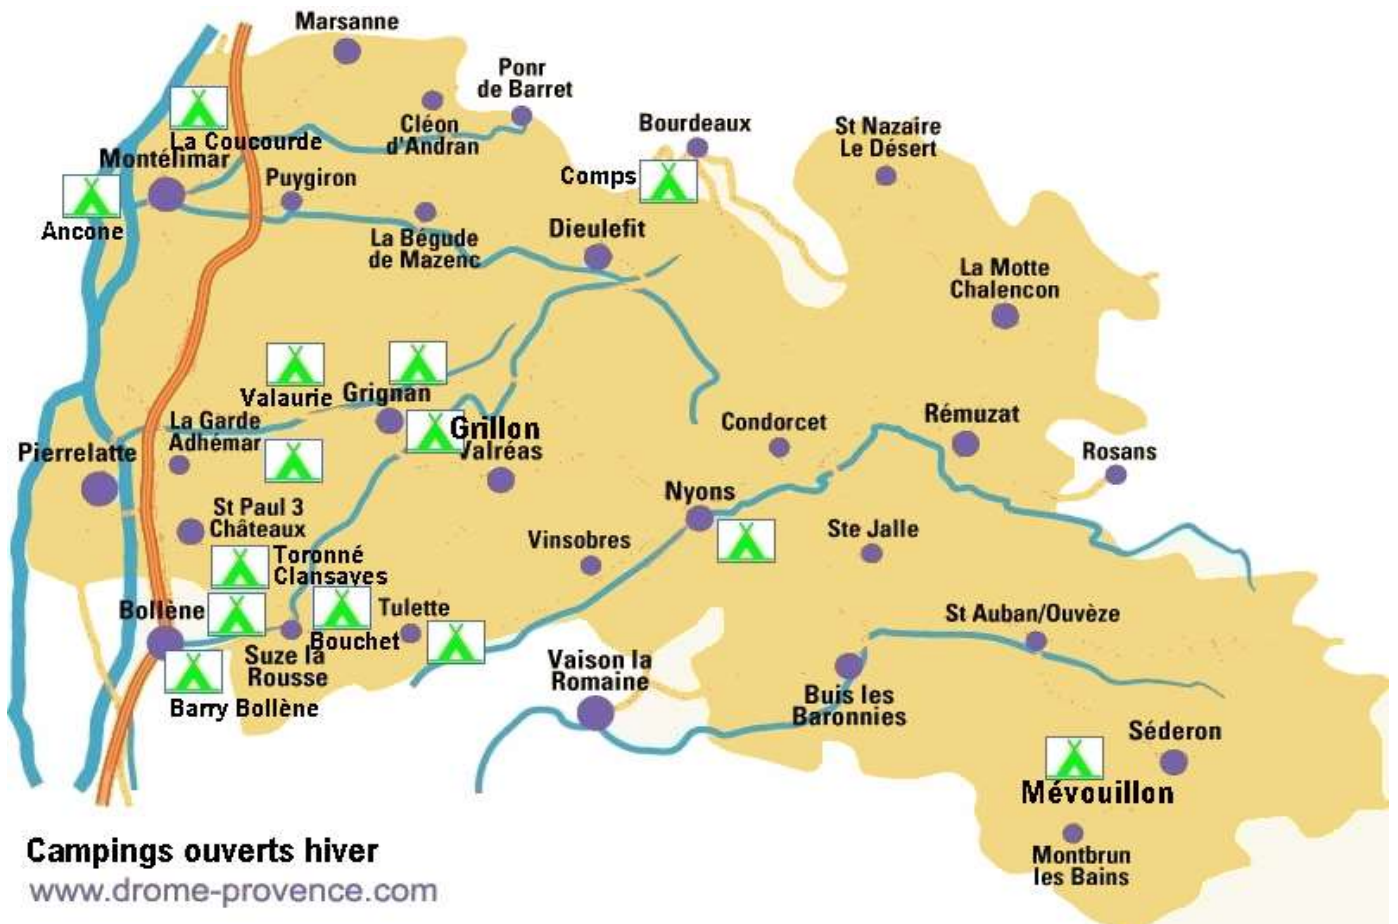 Marsanne
Ponr
de Barret
Cléon
d'Andran
Bourdeaux
St Nazaire
Le Désert
La Coucourde
Montélimar
Puygiron
Comps
Ancone
La Bégude
de Mazenc
Dieulefit
La Motte
Chalencon
Valaurie
Grignan
La Garde
Adhémar
Grillon
Valréas
Condorcet
Rémuzat
Rosans
Pierrelatte
Nyons
St Paul 3
Châteaux
Vinsobres
Ste Jalle
Toronné
Clansayes
Bollène
Bouchet
Tulette
St Auban/Ouvèze
Suze la
Rousse
Vaison la
Romaine
Buis les
Baronnies
Barry Bollène
Séderon
Mévouillon
Montbrun
les Bains
Campings ouverts hiver
www.drome-provence.com